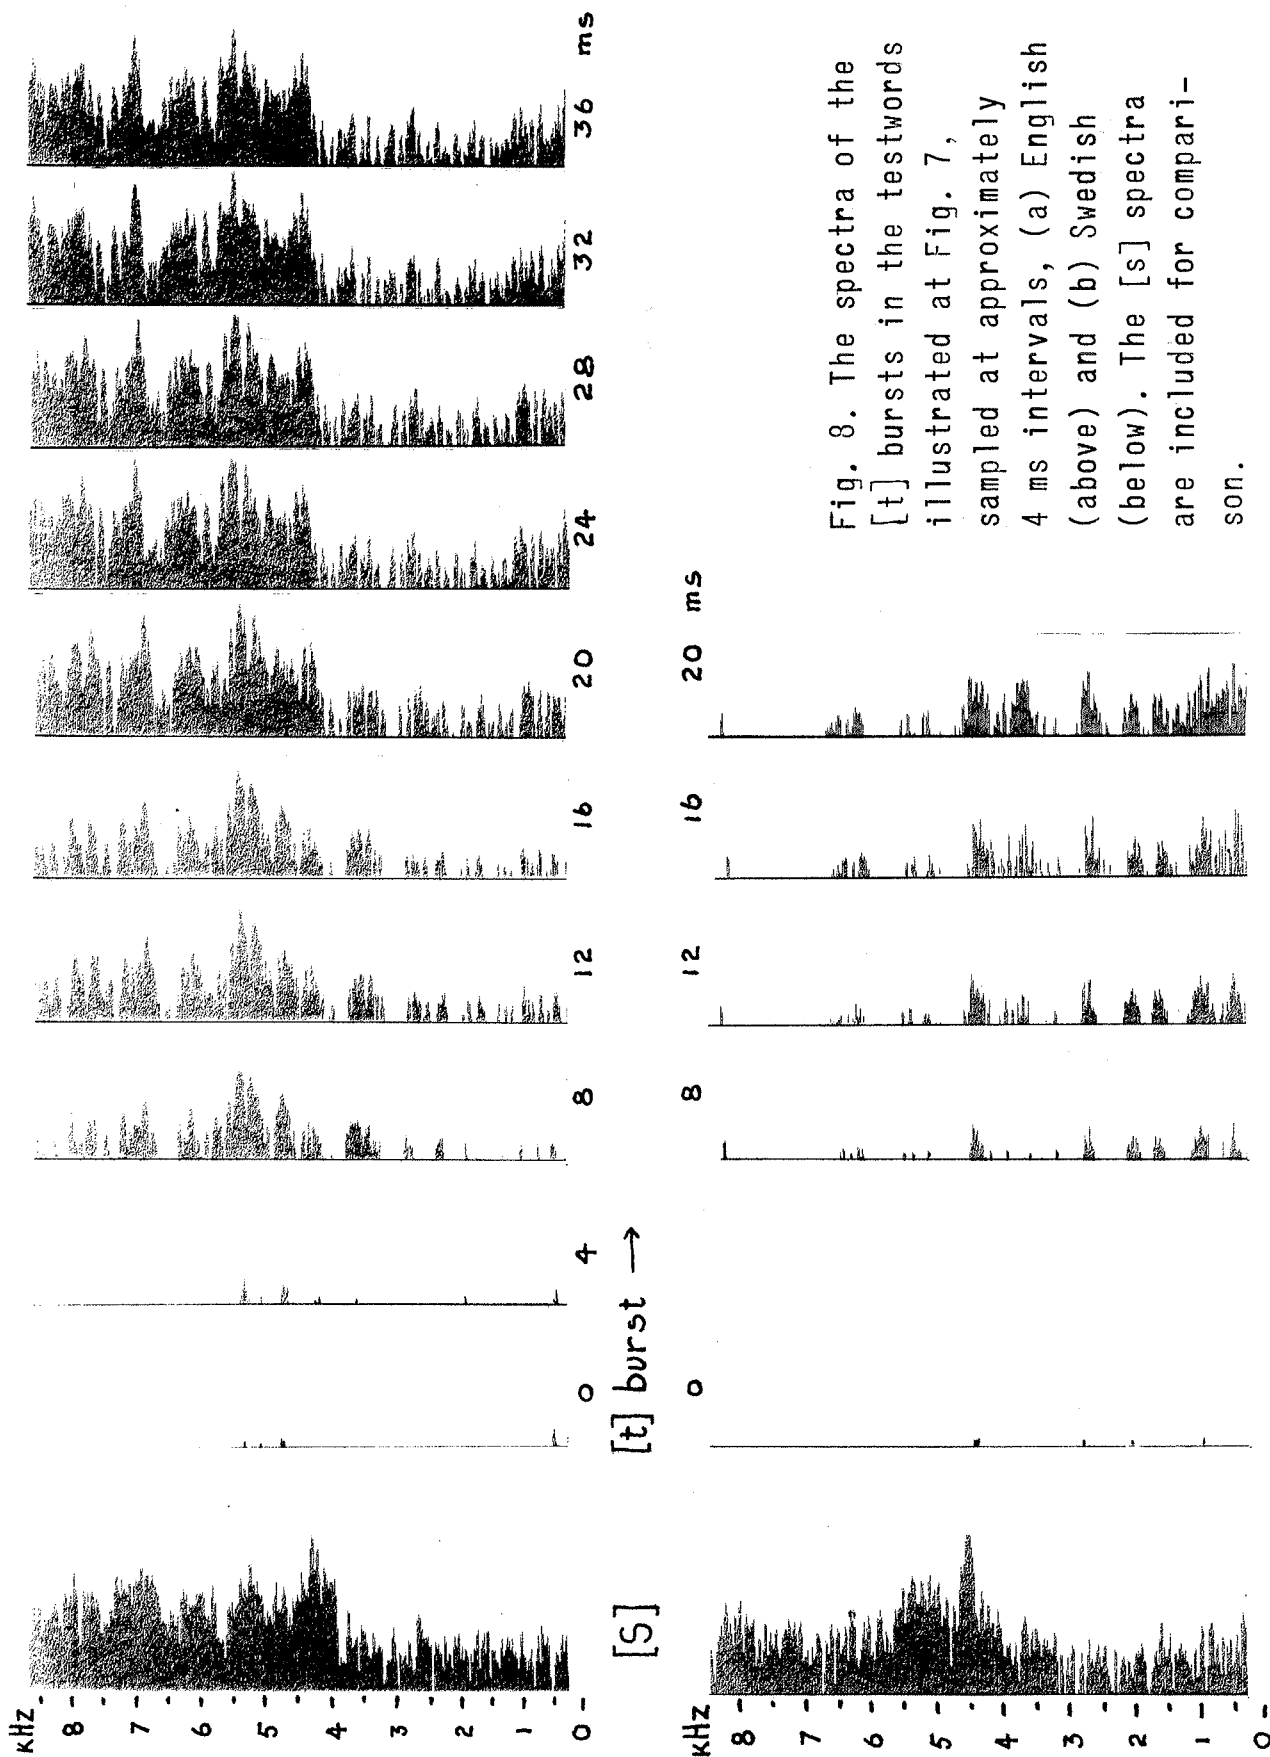 kHz
8
7
6
5
4
3
2
1
0
0 4 8 12 16 20 24 28 32 36 ms
[s] [t] burst →
0 8 12 16 20 ms
kHz
8
7
6
5
4
3
2
1
0
Fig. 8. The spectra of the
[t] bursts in the testwords
illustrated at Fig. 7,
sampled at approximately
4 ms intervals, (a) English
(above) and (b) Swedish
(below). The [s] spectra
are included for compari-
son.